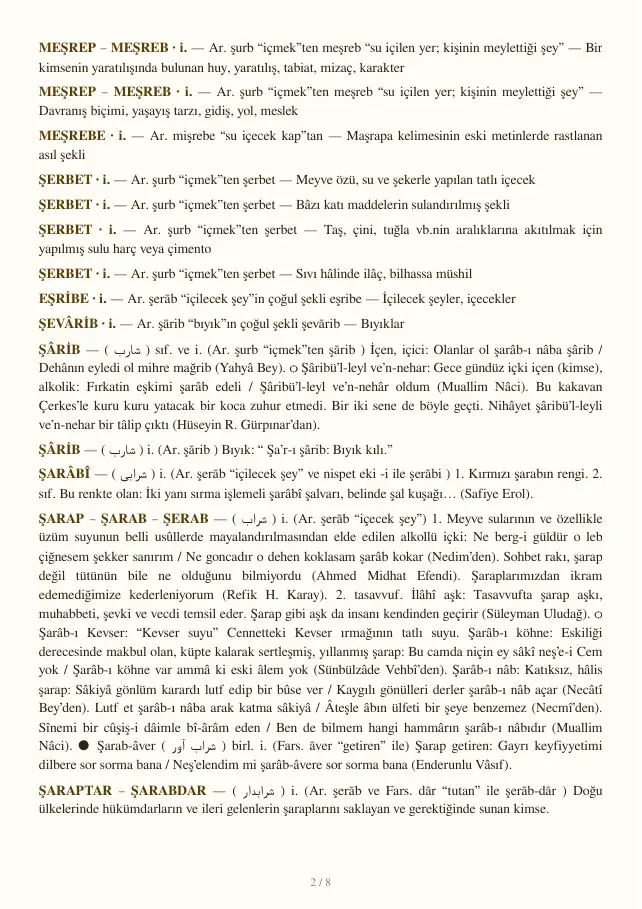 MEŞREP – MEŞREB · i. — Ar. şurb “içmek”ten meşreb “su içilen yer; kişinin meylettiği şey” — Bir
kimsenin yaratılışında bulunan huy, yaratılış, tabiat, mizaç, karakter
MEŞREP – MEŞREB · i. — Ar. şurb “içmek”ten meşreb “su içilen yer; kişinin meylettiği şey” —
Davranış biçimi, yaşayış tarzı, gidiş, yol, meslek
MEŞREBE · i. — Ar. mişrebe “su içecek kap”tan — Maşrapa kelimesinin eski metinlerde rastlanan
asıl şekli
ŞERBET · i. — Ar. şurb “içmek”ten şerbet — Meyve özü, su ve şekerle yapılan tatlı içecek
ŞERBET · i. — Ar. şurb “içmek”ten şerbet — Bâzı katı maddelerin sulandırılmış şekli
ŞERBET · i. — Ar. şurb “içmek”ten şerbet — Taş, çini, tuğla vb.nin aralıklarına akıtılmak için
yapılmış sulu harç veya çimento
ŞERBET · i. — Ar. şurb “içmek”ten şerbet — Sıvı hâlinde ilâç, bilhassa müshil
EŞRİBE · i. — Ar. şerāb “içilecek şey”in çoğul şekli eşribe — İçilecek şeyler, içecekler
ŞEVÂRİB · i. — Ar. şārib “bıyık”ın çoğul şekli şevārib — Bıyıklar
ŞÂRİB — ( شارب ) sıf. ve i. (Ar. şurb “içmek”ten şārib ) İçen, içici: Olanlar ol şarâb-ı nâba şârib /
Dehânın eyledi ol mihre mağrib (Yahyâ Bey). ○ Şâribü’l-leyl ve’n-nehar: Gece gündüz içki içen (kimse),
alkolik: Fırkatin eşkimi şarâb edeli / Şâribü’l-leyl ve’n-nehâr oldum (Muallim Nâci). Bu kakavan
Çerkes’le kuru kuru yatacak bir koca zuhur etmedi. Bir iki sene de böyle geçti. Nihâyet şâribü’l-leyli
ve’n-nehar bir tâlip çıktı (Hüseyin R. Gürpınar’dan).
ŞÂRİB — ( شارب ) i. (Ar. şārib ) Bıyık: “ Şa’r-ı şârib: Bıyık kılı.”
ŞARÂBÎ — ( شرابى ) i. (Ar. şerāb “içilecek şey” ve nispet eki -і ile şerābі ) 1. Kırmızı şarabın rengi. 2.
sıf. Bu renkte olan: İki yanı sırma işlemeli şarâbî şalvarı, belinde şal kuşağı… (Safiye Erol).
ŞARAP – ŞARAB – ŞERAB — ( شراب ) i. (Ar. şerāb “içecek şey”) 1. Meyve sularının ve özellikle
üzüm suyunun belli usûllerde mayalandırılmasından elde edilen alkollü içki: Ne berg-i güldür o leb
çiğnesem şekker sanırım / Ne goncadır o dehen koklasam şarâb kokar (Nedim’den). Sohbet rakı, şarap
değil tütünün bile ne olduğunu bilmiyordu (Ahmed Midhat Efendi). Şaraplarımızdan ikram
edemediğimize kederleniyorum (Refik H. Karay). 2. tasavvuf. İlâhî aşk: Tasavvufta şarap aşkı,
muhabbeti, şevki ve vecdi temsil eder. Şarap gibi aşk da insanı kendinden geçirir (Süleyman Uludağ). ○
Şarâb-ı Kevser: “Kevser suyu” Cennetteki Kevser ırmağının tatlı suyu. Şarâb-ı köhne: Eskiliği
derecesinde makbul olan, küpte kalarak sertleşmiş, yıllanmış şarap: Bu camda niçin ey sâkî neş’e-i Cem
yok / Şarâb-ı köhne var ammâ ki eski âlem yok (Sünbülzâde Vehbî’den). Şarâb-ı nâb: Katıksız, hâlis
şarap: Sâkiyâ gönlüm karardı lutf edip bir bûse ver / Kaygılı gönülleri derler şarâb-ı nâb açar (Necâtî
Bey’den). Lutf et şarâb-ı nâba arak katma sâkiyâ / Âteşle âbın ülfeti bir şeye benzemez (Necmî’den).
Sînemi bir cûşiş-i dâimle bî-ârâm eden / Ben de bilmem hangi hammârın şarâb-ı nâbıdır (Muallim
Nâci). ● Şarab-âver ( شراب آور ) birl. i. (Fars. āver “getiren” ile) Şarap getiren: Gayrı keyfiyyetimi
dilbere sor sorma bana / Neş’elendim mi şarâb-âvere sor sorma bana (Enderunlu Vâsıf).
ŞARAPTAR – ŞARABDAR — ( شرابدار ) i. (Ar. şerāb ve Fars. dār “tutan” ile şerāb-dār ) Doğu
ülkelerinde hükümdarların ve ileri gelenlerin şaraplarını saklayan ve gerektiğinde sunan kimse.
2 / 8